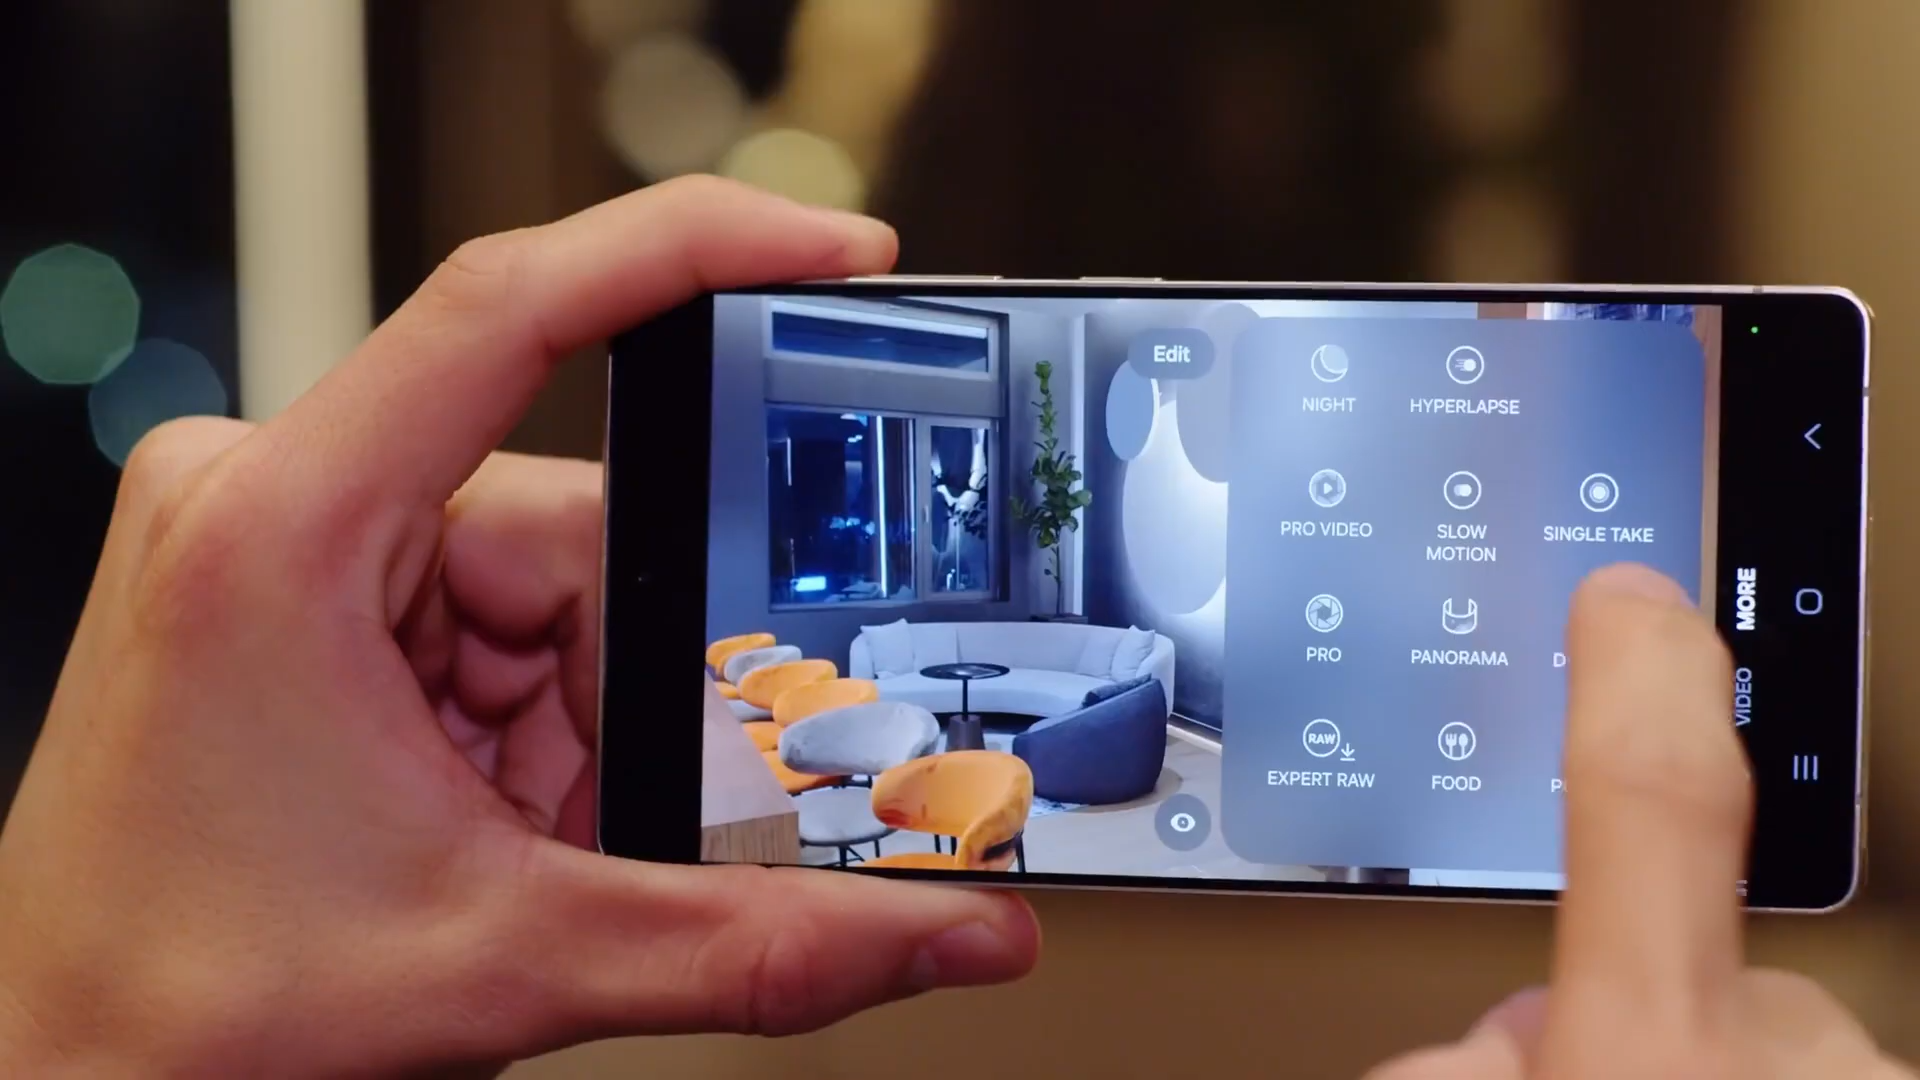 Edit
NIGHT
HYPERLAPSE
PRO VIDEO
SLOW
MOTION
SINGLE TAKE
PRO
PANORAMA
D
RAW
EXPERT RAW
FOOD
P
MORE
VIDEO